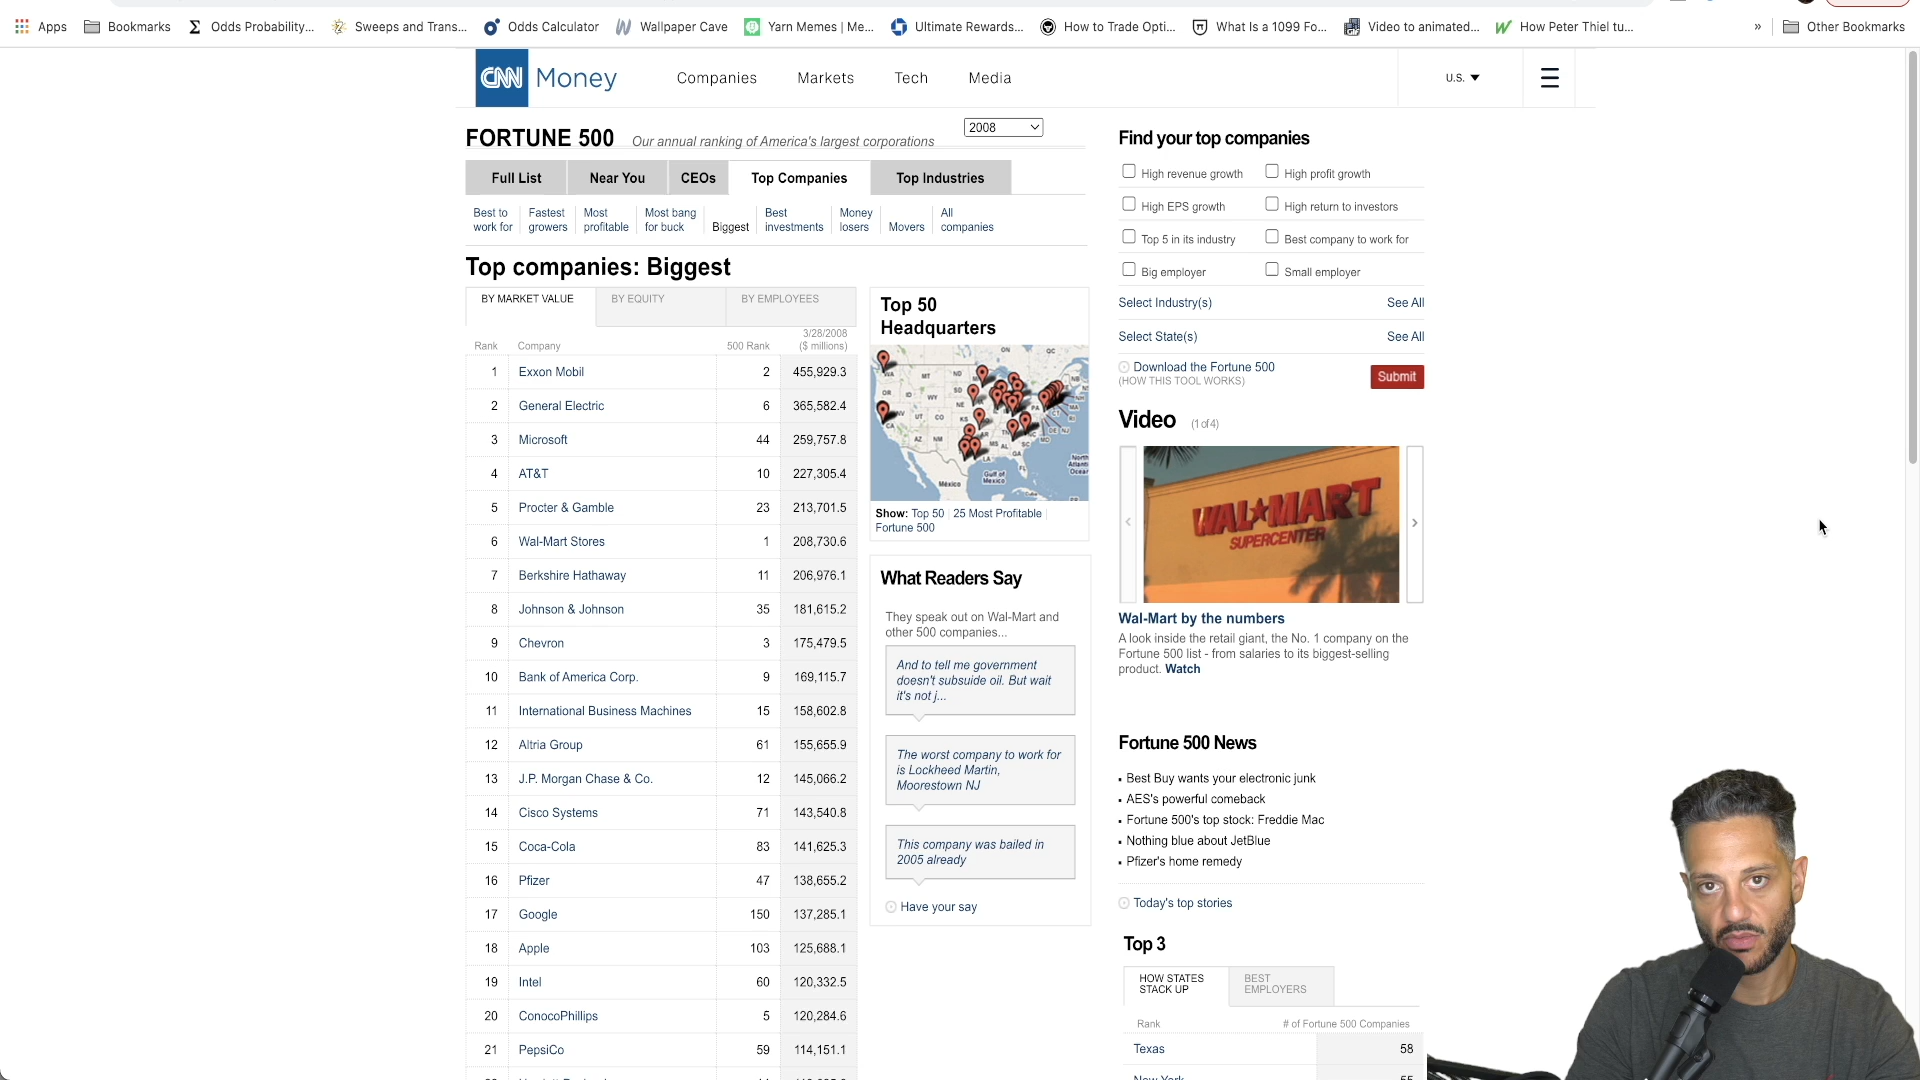 Apps
Bookmarks
Odds Probability...
Sweeps and Trans...
Odds Calculator
Wallpaper Cave
Yarn Memes | Me...
Ultimate Rewards...
How to Trade Opti...
What Is a 1099 Fo...
Video to animated...
How Peter Thiel tu...
»
Other Bookmarks
CNN Money
Companies
Markets
Tech
Media
U.S.
FORTUNE 500
Our annual ranking of America's largest corporations
2008
Full List
Near You
CEOs
Top Companies
Top Industries
Best to
work for
Fastest
growers
Most
profitable
Most bang
for buck
Biggest
Best
investments
Money
losers
Movers
All
companies
Top companies: Biggest
BY MARKET VALUE
BY EQUITY
BY EMPLOYEES
Rank Company 500 Rank 3/28/2008
($ millions)
1 Exxon Mobil 2 455,929.3
2 General Electric 6 365,582.4
3 Microsoft 44 259,757.8
4 AT&T 10 227,305.4
5 Procter & Gamble 23 213,701.5
6 Wal-Mart Stores 1 208,730.6
7 Berkshire Hathaway 11 206,976.1
8 Johnson & Johnson 35 181,615.2
9 Chevron 3 175,479.5
10 Bank of America Corp. 9 169,115.7
11 International Business Machines 15 158,602.8
12 Altria Group 61 155,655.9
13 J.P. Morgan Chase & Co. 12 145,066.2
14 Cisco Systems 71 143,540.8
15 Coca-Cola 83 141,625.3
16 Pfizer 47 138,655.2
17 Google 150 137,285.1
18 Apple 103 125,688.1
19 Intel 60 120,332.5
20 ConocoPhillips 5 120,284.6
21 PepsiCo 59 114,151.1
Top 50
Headquarters
Gulf of
Mexico
México
Show: Top 50 | 25 Most Profitable |
Fortune 500
What Readers Say
They speak out on Wal-Mart and
other 500 companies...
And to tell me government
doesn't subsuide oil. But wait
it's not j...
The worst company to work for
is Lockheed Martin,
Moorestown NJ
This company was bailed in
2005 already
Have your say
Find your top companies
High revenue growth
High profit growth
High EPS growth
High return to investors
Top 5 in its industry
Best company to work for
Big employer
Small employer
Select Industry(s) See All
Select State(s) See All
Download the Fortune 500
(HOW THIS TOOL WORKS)
Submit
Video (1 of 4)
WAL★MART
SUPERCENTER
Wal-Mart by the numbers
A look inside the retail giant, the No. 1 company on the
Fortune 500 list - from salaries to its biggest-selling
product. Watch
Fortune 500 News
Best Buy wants your electronic junk
AES's powerful comeback
Fortune 500's top stock: Freddie Mac
Nothing blue about JetBlue
Pfizer's home remedy
Today's top stories
Top 3
HOW STATES
STACK UP
BEST
EMPLOYERS
Rank # of Fortune 500 Companies
Texas 58